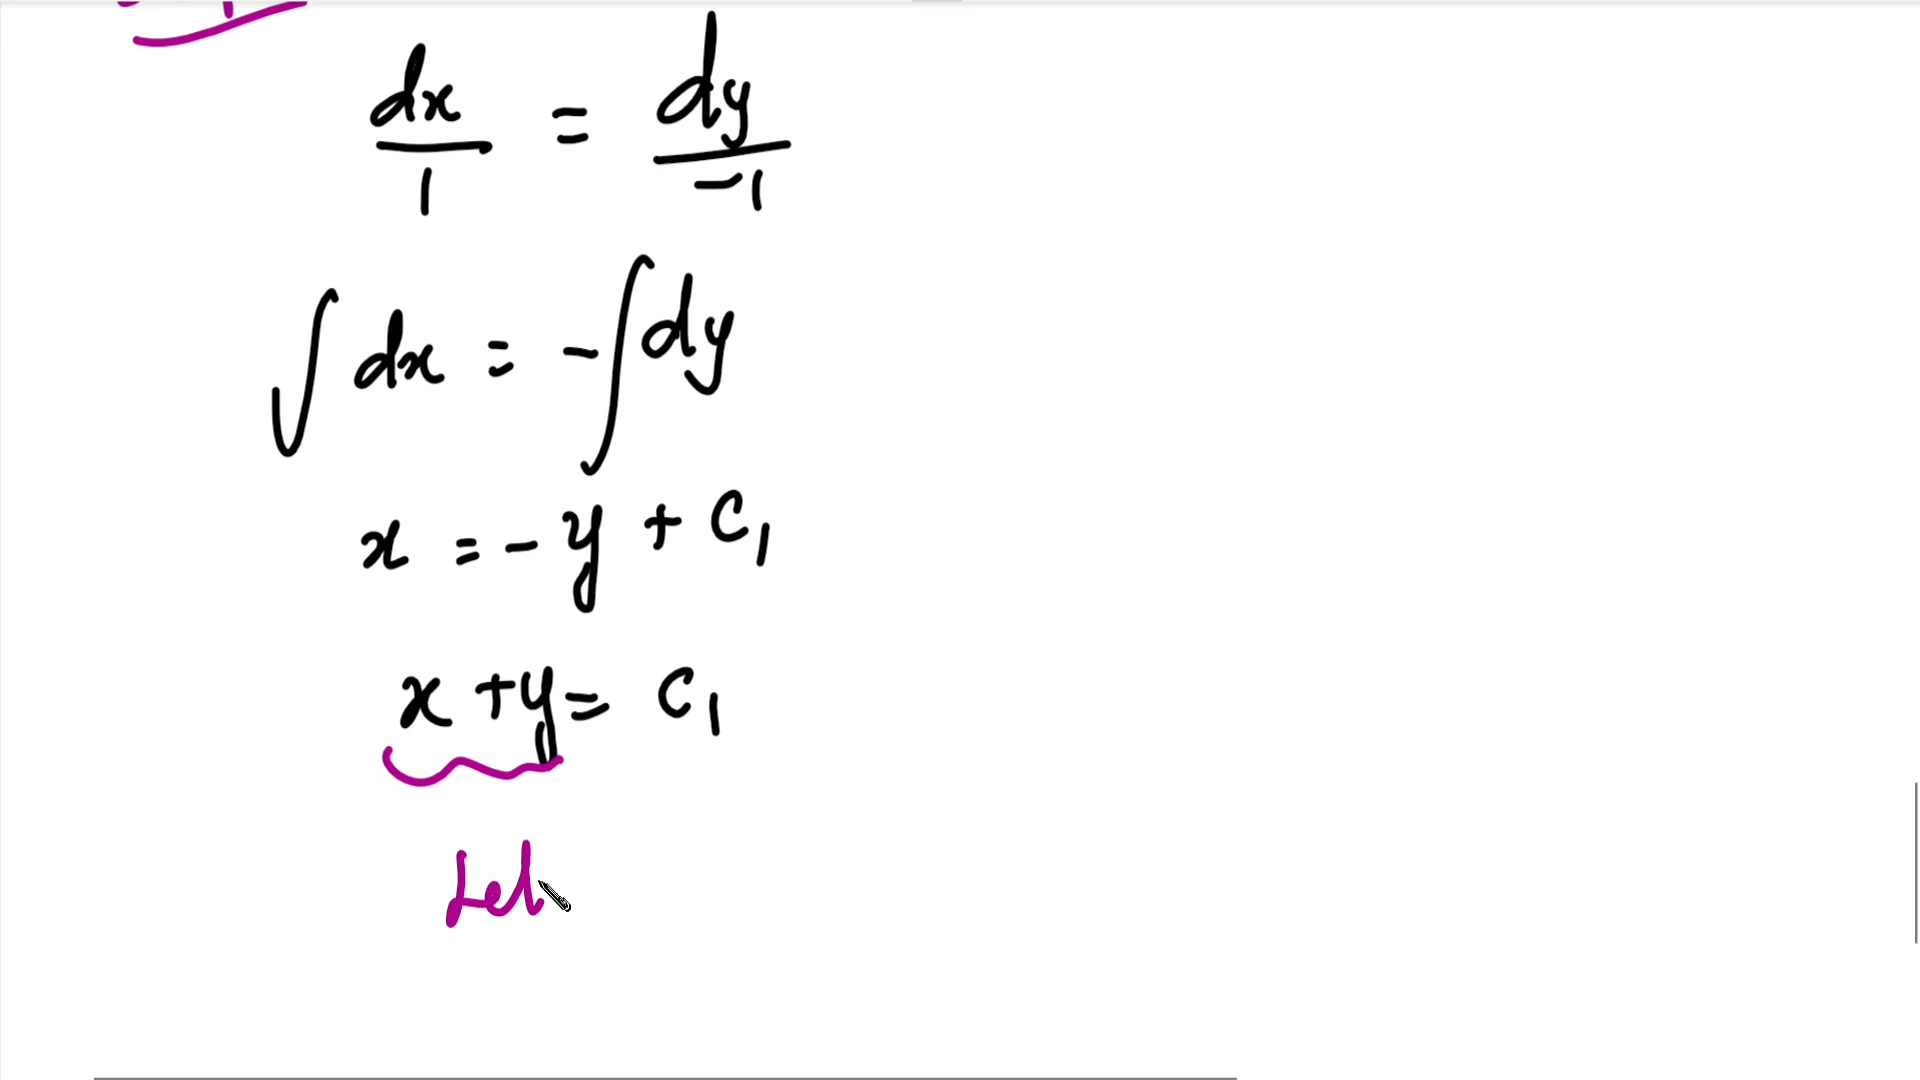 dx/1 = dy/-1
∫dx = -∫dy
x = -y + C₁
x + y = C₁
Let